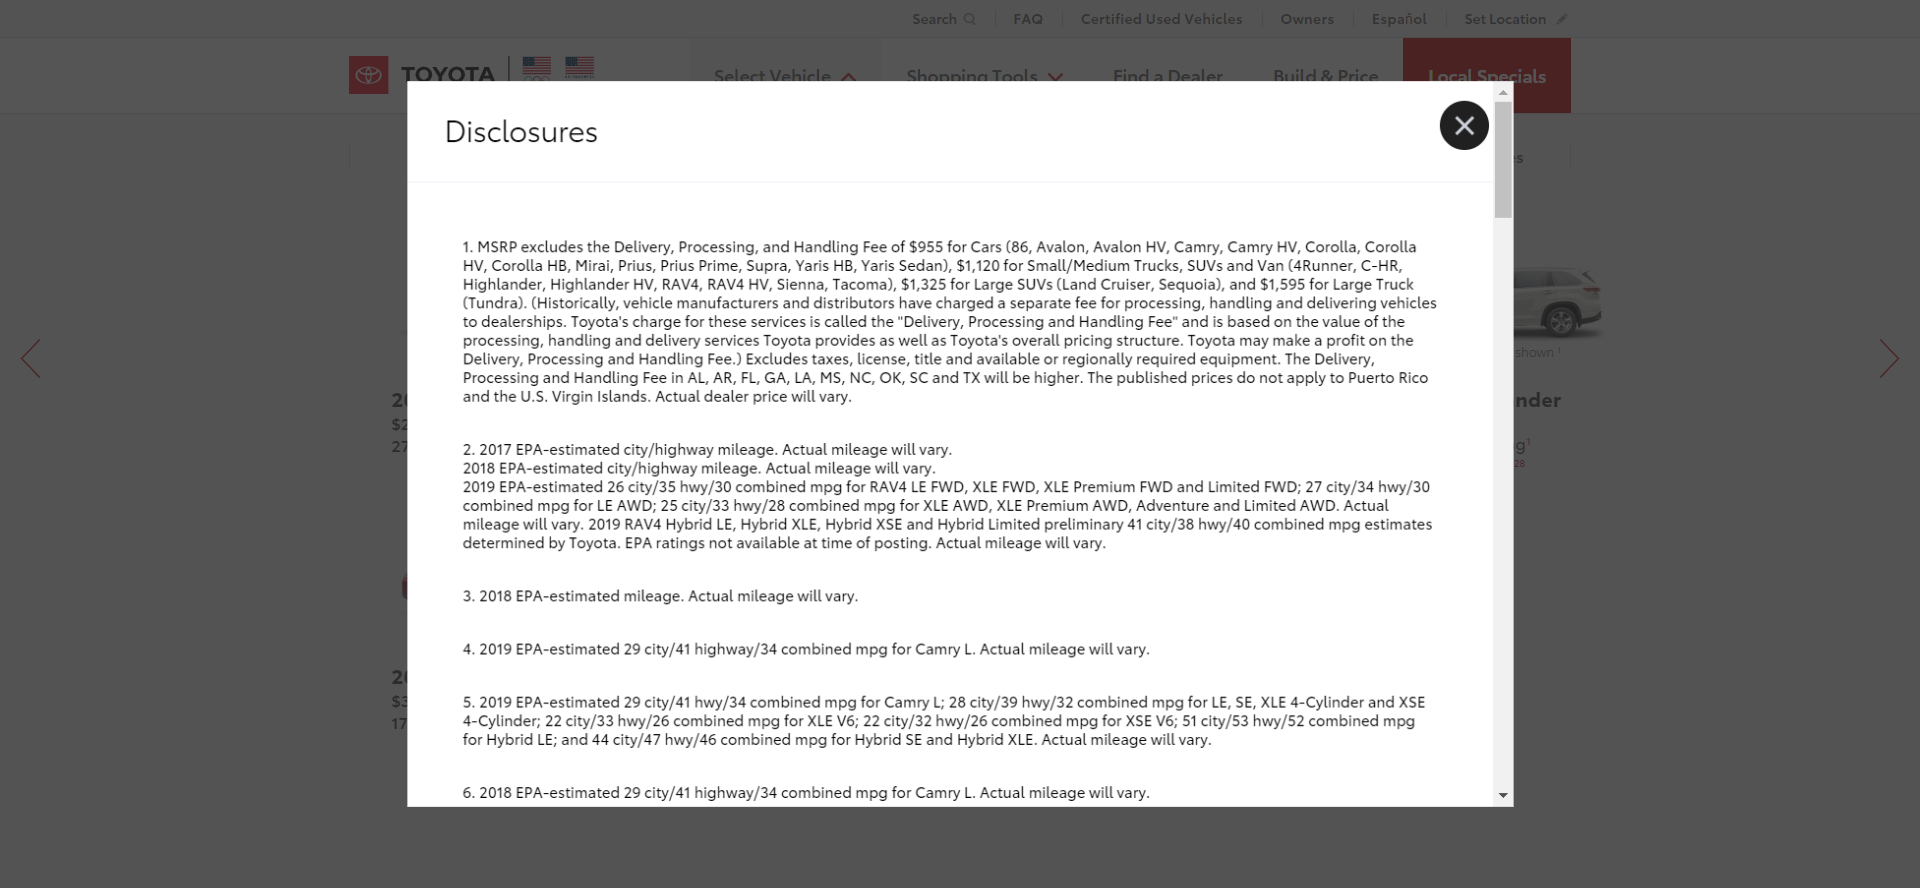 Search
FAQ
Certified Used Vehicles
Owners
Español
Set Location
TOYOTA
Select Vehicle
Shopping Tools
Find a Dealer
Build & Price
Local Specials
Disclosures
1. MSRP excludes the Delivery, Processing, and Handling Fee of $955 for Cars (86, Avalon, Avalon HV, Camry, Camry HV, Corolla, Corolla
HV, Corolla HB, Mirai, Prius, Prius Prime, Supra, Yaris HB, Yaris Sedan), $1,120 for Small/Medium Trucks, SUVs and Van (4Runner, C-HR,
Highlander, Highlander HV, RAV4, RAV4 HV, Sienna, Tacoma), $1,325 for Large SUVs (Land Cruiser, Sequoia), and $1,595 for Large Truck
(Tundra). (Historically, vehicle manufacturers and distributors have charged a separate fee for processing, handling and delivering vehicles
to dealerships. Toyota's charge for these services is called the "Delivery, Processing and Handling Fee" and is based on the value of the
processing, handling and delivery services Toyota provides as well as Toyota's overall pricing structure. Toyota may make a profit on the
Delivery, Processing and Handling Fee.) Excludes taxes, license, title and available or regionally required equipment. The Delivery,
Processing and Handling Fee in AL, AR, FL, GA, LA, MS, NC, OK, SC and TX will be higher. The published prices do not apply to Puerto Rico
and the U.S. Virgin Islands. Actual dealer price will vary.
2. 2017 EPA-estimated city/highway mileage. Actual mileage will vary.
2018 EPA-estimated city/highway mileage. Actual mileage will vary.
2019 EPA-estimated 26 city/35 hwy/30 combined mpg for RAV4 LE FWD, XLE FWD, XLE Premium FWD and Limited FWD; 27 city/34 hwy/30
combined mpg for LE AWD; 25 city/33 hwy/28 combined mpg for XLE AWD, XLE Premium AWD, Adventure and Limited AWD. Actual
mileage will vary. 2019 RAV4 Hybrid LE, Hybrid XLE, Hybrid XSE and Hybrid Limited preliminary 41 city/38 hwy/40 combined mpg estimates
determined by Toyota. EPA ratings not available at time of posting. Actual mileage will vary.
3. 2018 EPA-estimated mileage. Actual mileage will vary.
4. 2019 EPA-estimated 29 city/41 highway/34 combined mpg for Camry L. Actual mileage will vary.
5. 2019 EPA-estimated 29 city/41 hwy/34 combined mpg for Camry L; 28 city/39 hwy/32 combined mpg for LE, SE, XLE 4-Cylinder and XSE
4-Cylinder; 22 city/33 hwy/26 combined mpg for XLE V6; 22 city/32 hwy/26 combined mpg for XSE V6; 51 city/53 hwy/52 combined mpg
for Hybrid LE; and 44 city/47 hwy/46 combined mpg for Hybrid SE and Hybrid XLE. Actual mileage will vary.
6. 2018 EPA-estimated 29 city/41 highway/34 combined mpg for Camry L. Actual mileage will vary.
shown 1
nder
g1
28
20
$2
27
20
$3
17